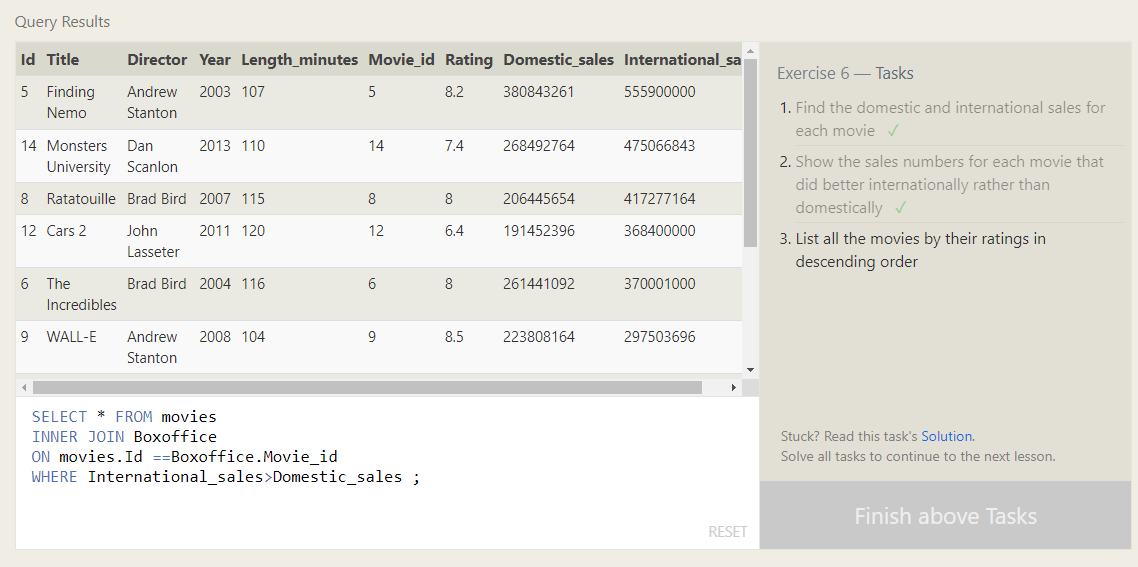 Query Results
Id Title Director Year Length_minutes Movie_id Rating Domestic_sales International_sa
5 Finding Andrew 2003 107 5 8.2 380843261 555900000
Nemo Stanton
14 Monsters Dan 2013 110 14 7.4 268492764 475066843
University Scanlon
8 Ratatouille Brad Bird 2007 115 8 8 206445654 417277164
12 Cars 2 John 2011 120 12 6.4 191452396 368400000
Lasseter
6 The Brad Bird 2004 116 6 8 261441092 370001000
Incredibles
9 WALL-E Andrew 2008 104 9 8.5 223808164 297503696
Stanton
SELECT * FROM movies
INNER JOIN Boxoffice
ON movies.Id ==Boxoffice.Movie_id
WHERE International_sales>Domestic_sales ;
RESET
Exercise 6 — Tasks
1. Find the domestic and international sales for
each movie ✓
2. Show the sales numbers for each movie that
did better internationally rather than
domestically ✓
3. List all the movies by their ratings in
descending order
Stuck? Read this task's Solution.
Solve all tasks to continue to the next lesson.
Finish above Tasks